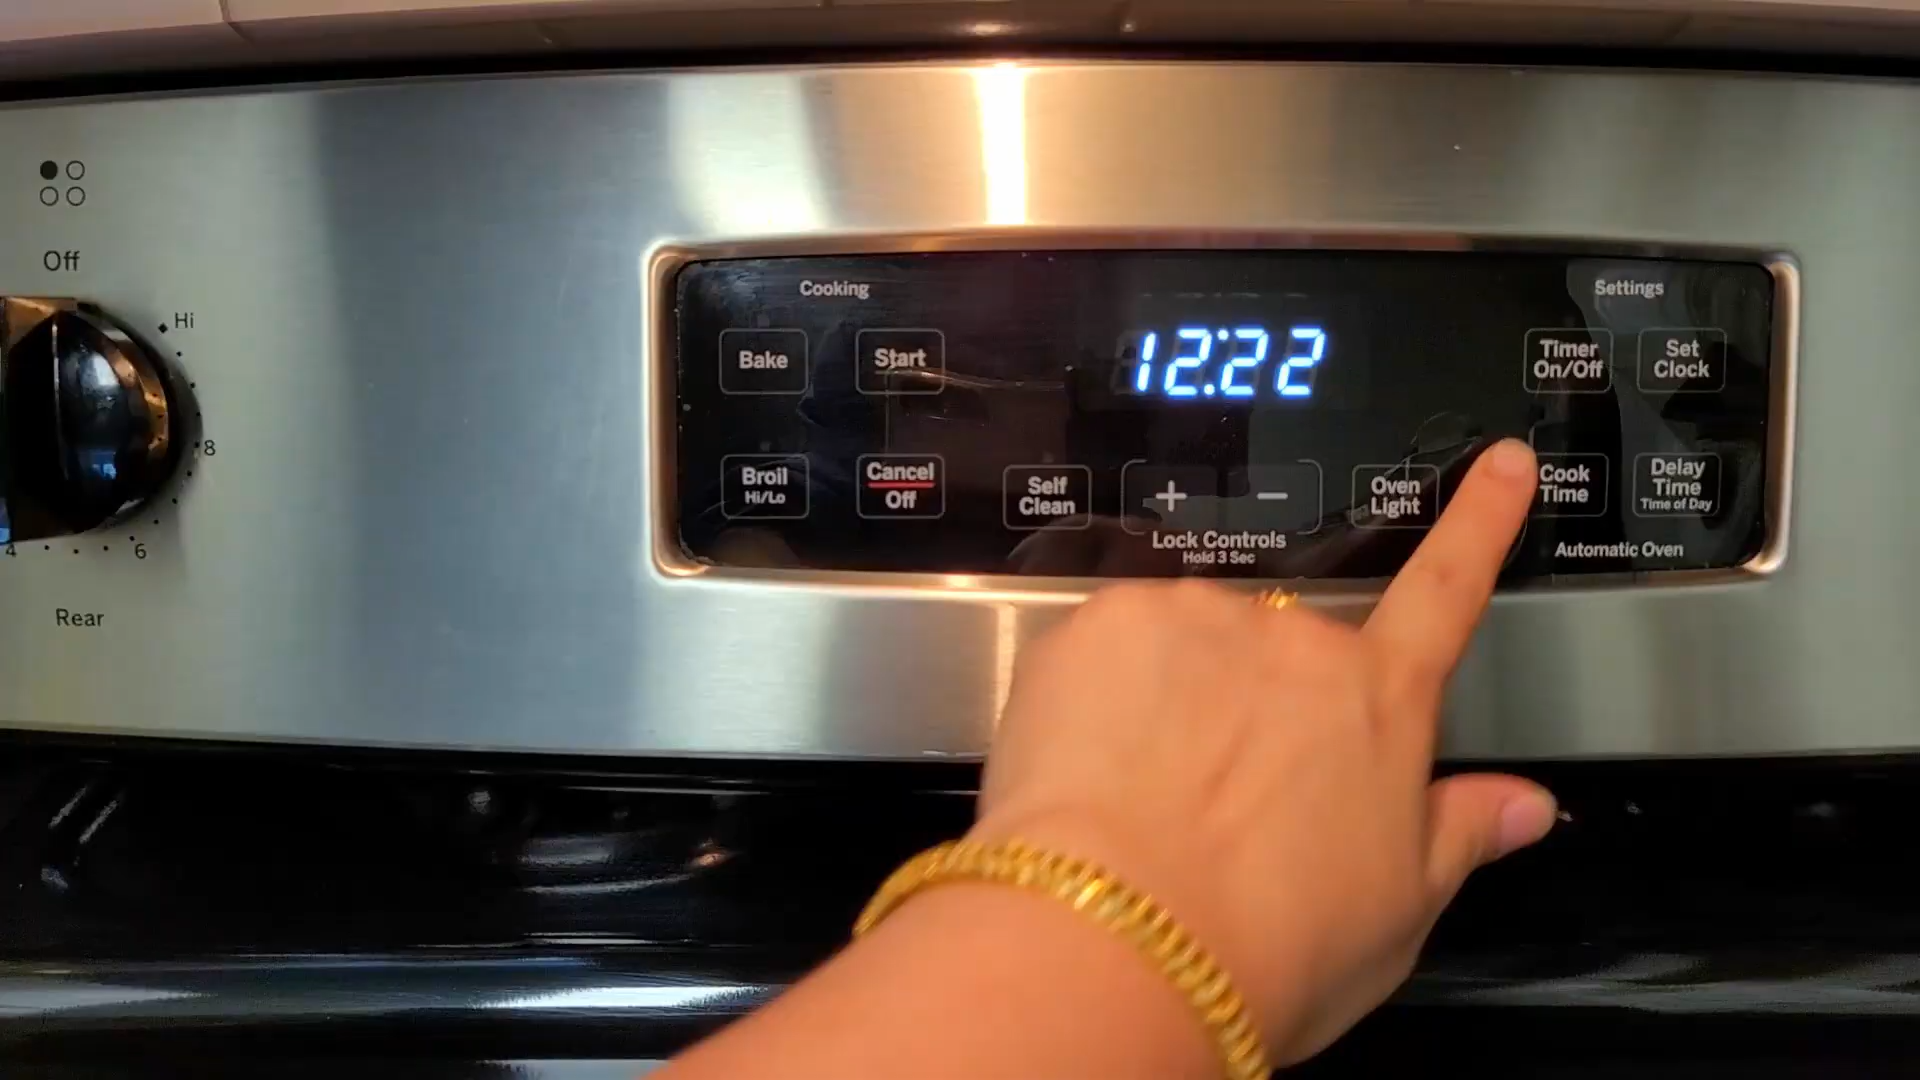 Off
Hi
8
6
4
Rear
Cooking
Settings
Bake
Start
12:22
Timer
On/Off
Set
Clock
Broil
Hi/Lo
Cancel
Off
Self
Clean
+
−
Lock Controls
Hold 3 Sec
Oven
Light
Cook
Time
Delay
Time
Time of Day
Automatic Oven